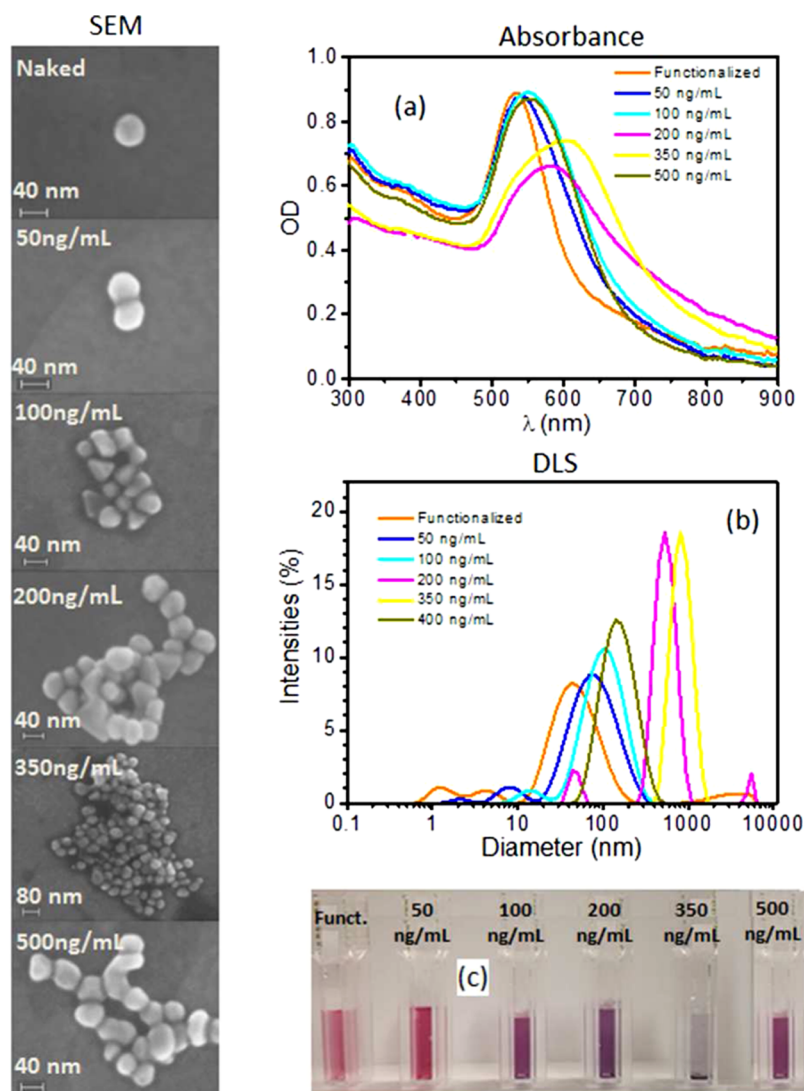 SEM
Naked
40 nm
50ng/mL
40 nm
100ng/mL
40 nm
200ng/mL
40 nm
350ng/mL
80 nm
500ng/mL
40 nm
Absorbance
(a)
Functionalized
50 ng/mL
100 ng/mL
200 ng/mL
350 ng/mL
500 ng/mL
OD
1.0
0.8
0.6
0.4
0.2
0.0
300 400 500 600 700 800 900
λ (nm)
DLS
(b)
Functionalized
50 ng/mL
100 ng/mL
200 ng/mL
350 ng/mL
400 ng/mL
Intensities (%)
20
15
10
5
0
0.1 1 10 100 1000 10000
Diameter (nm)
Funct. 50 ng/mL 100 ng/mL 200 ng/mL 350 ng/mL 500 ng/mL
(c)